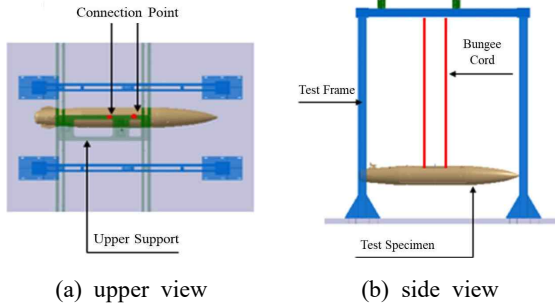 Connection Point
Upper Support
(a) upper view
Bungee
Cord
Test Frame
Test Specimen
(b) side view